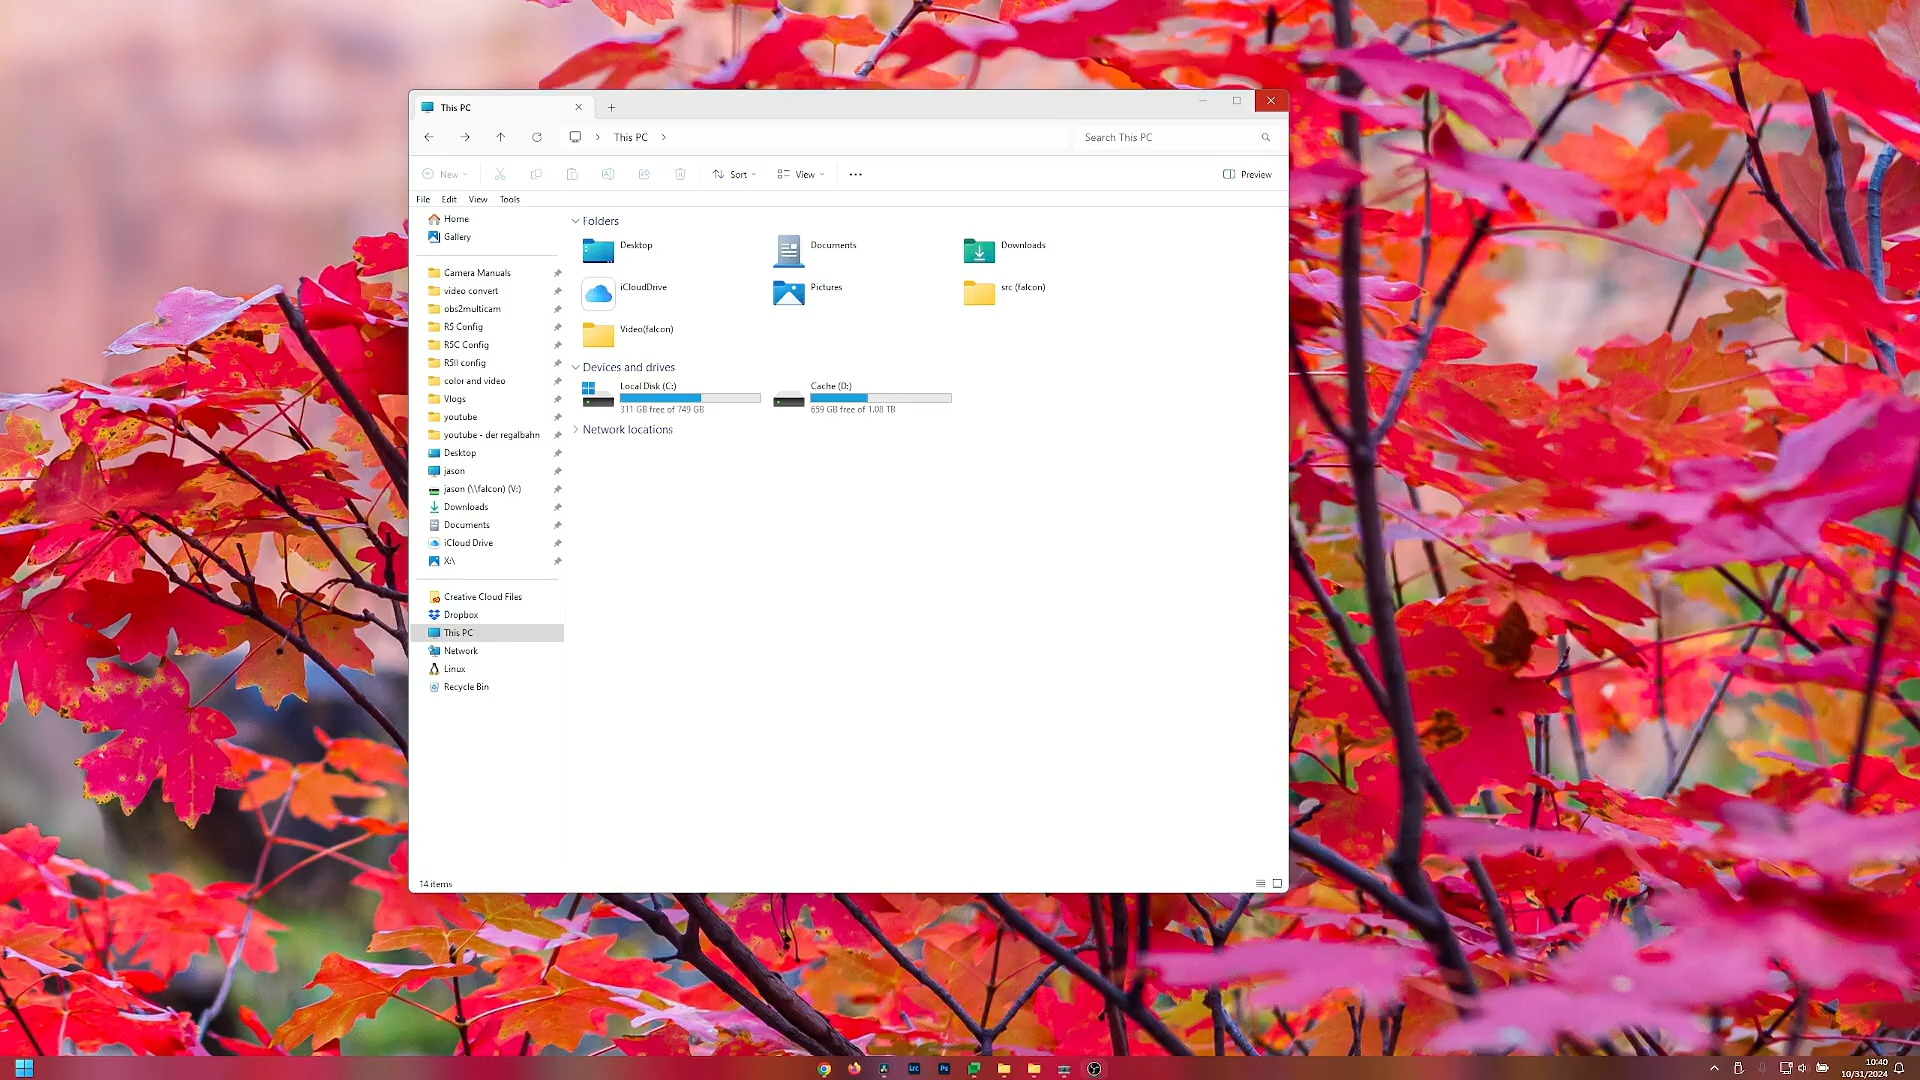 This PC
This PC
Search This PC
New
Sort
View
Preview
File Edit View Tools
Home
Gallery
Camera Manuals
video convert
obs2multicam
R5 Config
R5C Config
R5II config
color and video
Vlogs
youtube
youtube - der regalbahn
Desktop
jason
jason (\\falcon) (V:)
Downloads
Documents
iCloud Drive
X:\
Creative Cloud Files
Dropbox
This PC
Network
Linux
Recycle Bin
Folders
Desktop
Documents
Downloads
iCloudDrive
Pictures
src (falcon)
Video(falcon)
Devices and drives
Local Disk (C:)
311 GB free of 749 GB
Cache (D:)
659 GB free of 1.08 TB
Network locations
14 items
LrC
Ps
10:40
10/31/2024